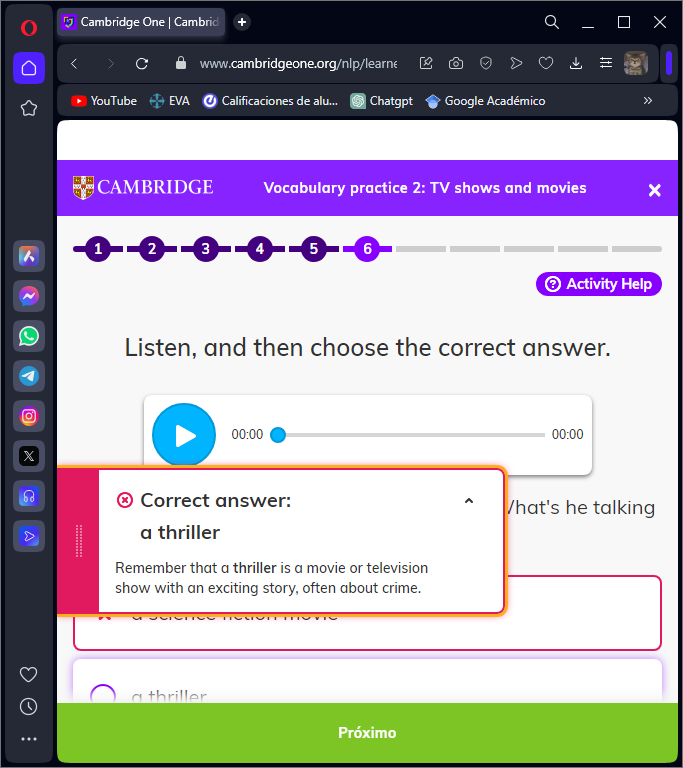 Cambridge One | Cambrid
www.cambridgeone.org/nlp/learne
YouTube
EVA
Calificaciones de alu...
Chatgpt
Google Académico
CAMBRIDGE
Vocabulary practice 2: TV shows and movies
1 2 3 4 5 6
Activity Help
Listen, and then choose the correct answer.
00:00 00:00
What's he talking
Correct answer:
a thriller
Remember that a thriller is a movie or television
show with an exciting story, often about crime.
a science fiction movie
a thriller
Próximo